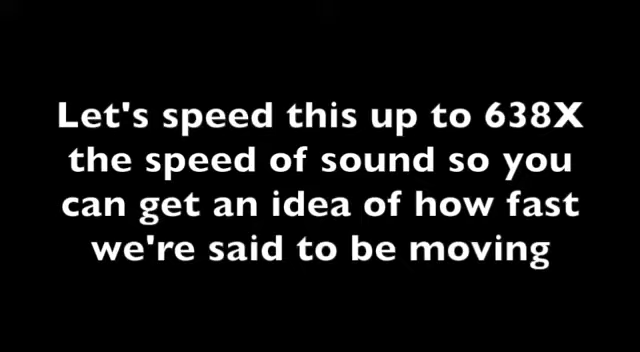 Let's speed this up to 638X
the speed of sound so you
can get an idea of how fast
we're said to be moving